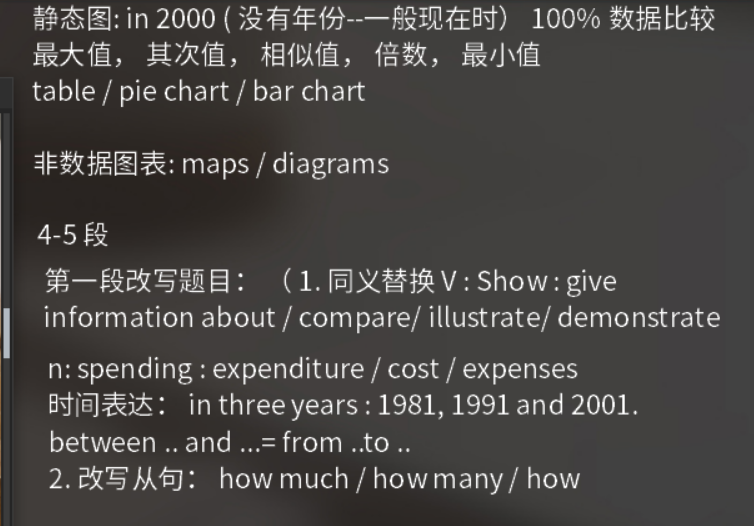 静态图: in 2000 ( 没有年份--一般现在时） 100% 数据比较
最大值， 其次值， 相似值， 倍数， 最小值
table / pie chart / bar chart
非数据图表: maps / diagrams
4-5 段
第一段改写题目： （ 1. 同义替换 V : Show : give
information about / compare/ illustrate/ demonstrate
n: spending : expenditure / cost / expenses
时间表达： in three years : 1981, 1991 and 2001.
between .. and ...= from ..to ..
2. 改写从句： how much / how many / how